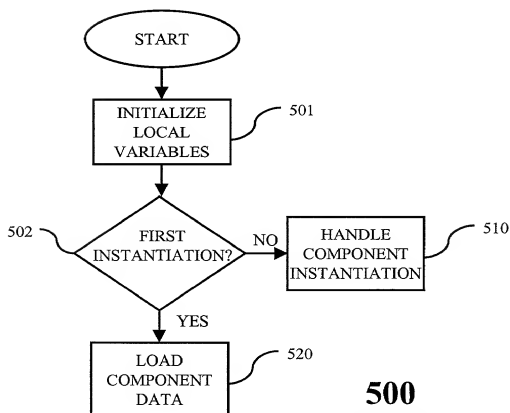 START
INITIALIZE
LOCAL
VARIABLES
501
502
FIRST
INSTANTIATION?
NO
HANDLE
COMPONENT
INSTANTIATION
510
YES
LOAD
COMPONENT
DATA
520
500